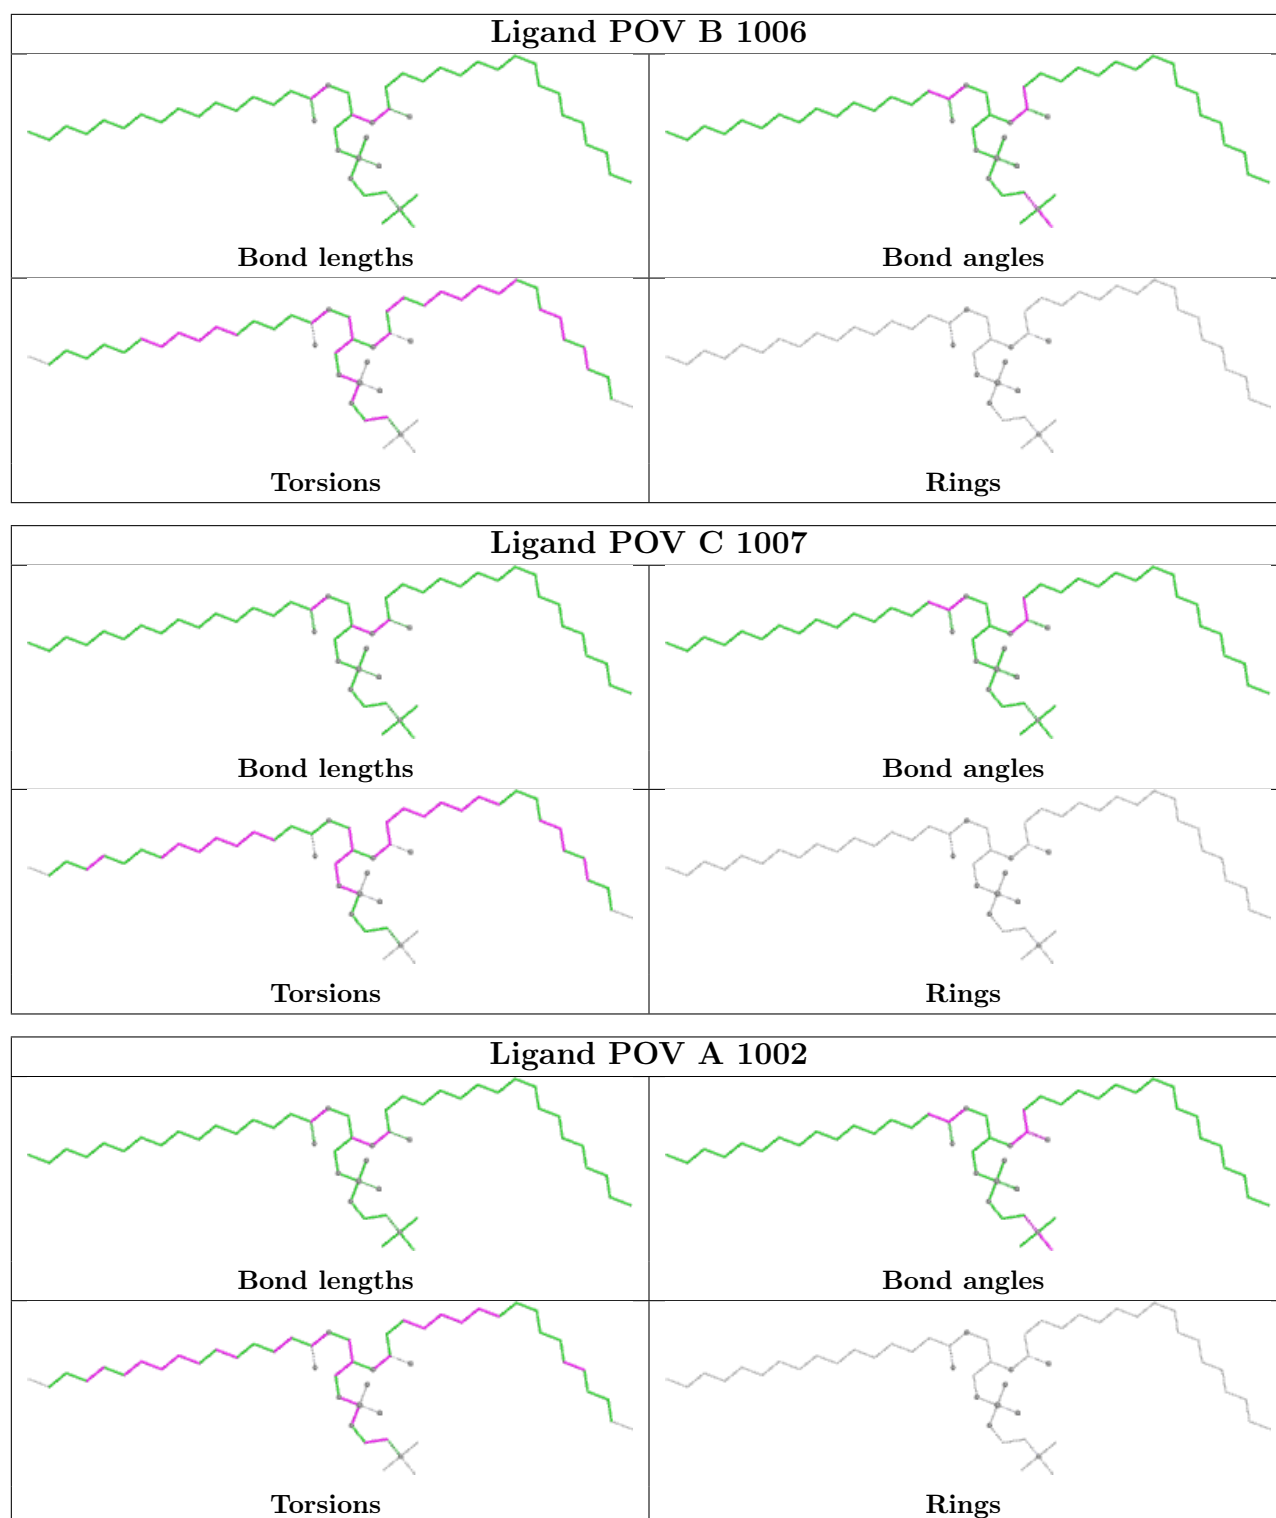 Ligand POV B 1006
Bond lengths
Bond angles
Torsions
Rings
Ligand POV C 1007
Bond lengths
Bond angles
Torsions
Rings
Ligand POV A 1002
Bond lengths
Bond angles
Torsions
Rings